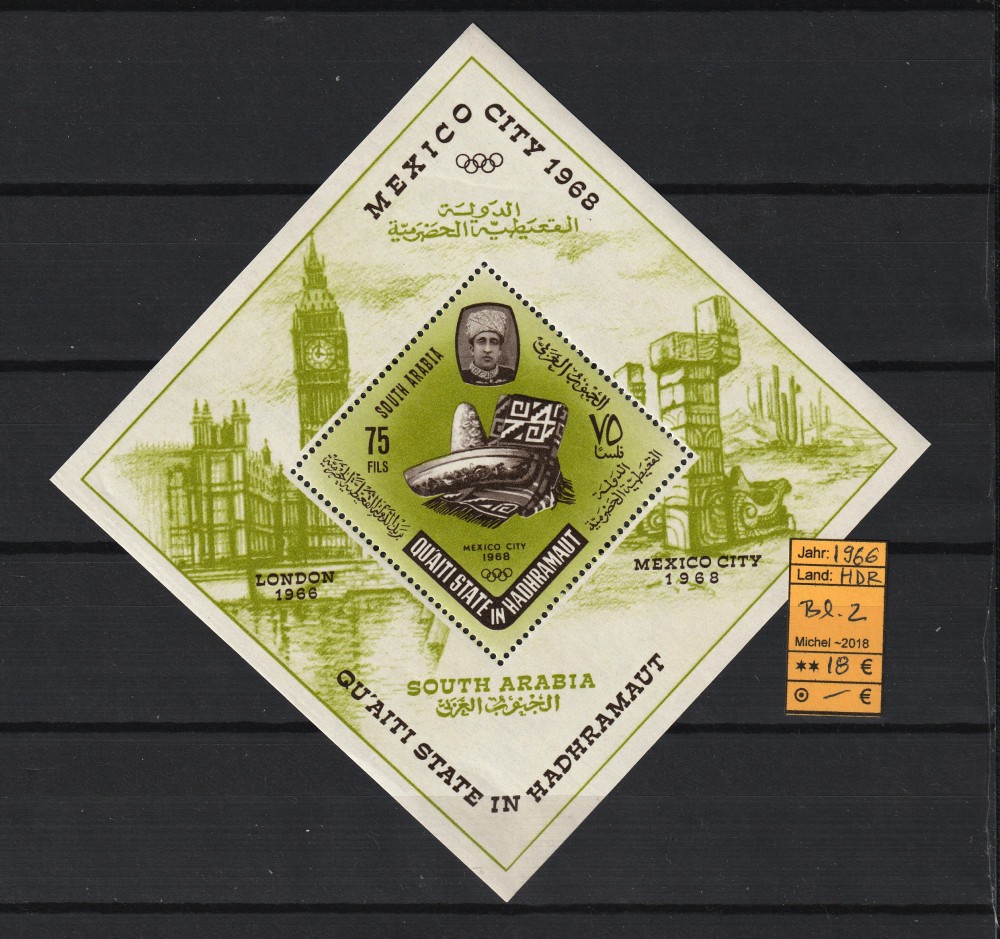 MEXICO CITY 1968
الدولة
القعيطية الحضرمية
SOUTH ARABIA
الجنوب العربي
75
FILS
٧٥
فلسا
الدولة
القعيطية الحضرمية
MEXICO CITY
1968
QU'AITI STATE
IN HADHRAMAUT
LONDON
1966
MEXICO CITY
1968
SOUTH ARABIA
الجنوب العربي
QU'AITI STATE IN HADHRAMAUT
Jahr: 1966
Land: HDR
Bl. 2
Michel ~2018
** 18 €
⊙ — €